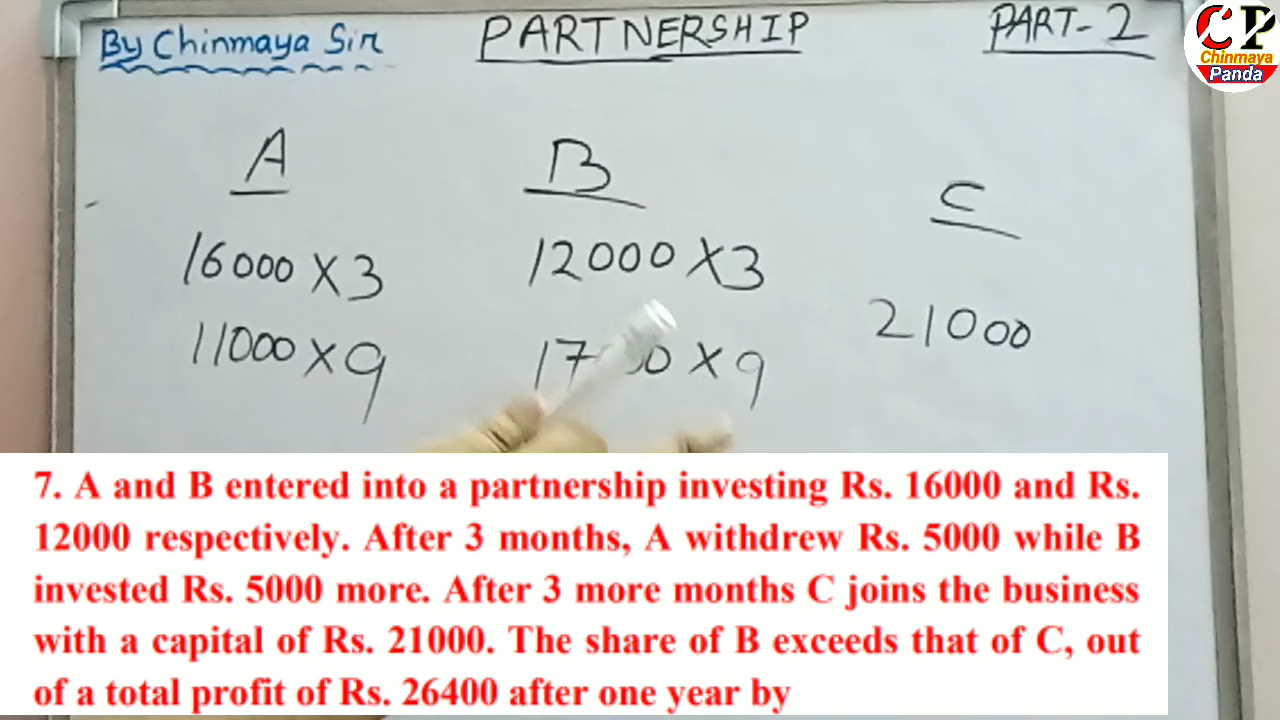 By Chinmaya Sir PARTNERSHIP PART-2
CP
Chinmaya
Panda
A B C
16000 X 3 12000 X 3 21000
11000 X 9 X 9
7. A and B entered into a partnership investing Rs. 16000 and Rs.
12000 respectively. After 3 months, A withdrew Rs. 5000 while B
invested Rs. 5000 more. After 3 more months C joins the business
with a capital of Rs. 21000. The share of B exceeds that of C, out
of a total profit of Rs. 26400 after one year by